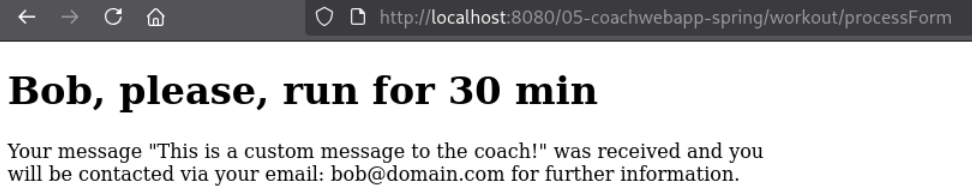 http://localhost:8080/05-coachwebapp-spring/workout/processForm
Bob, please, run for 30 min
Your message "This is a custom message to the coach!" was received and you
will be contacted via your email: bob@domain.com for further information.